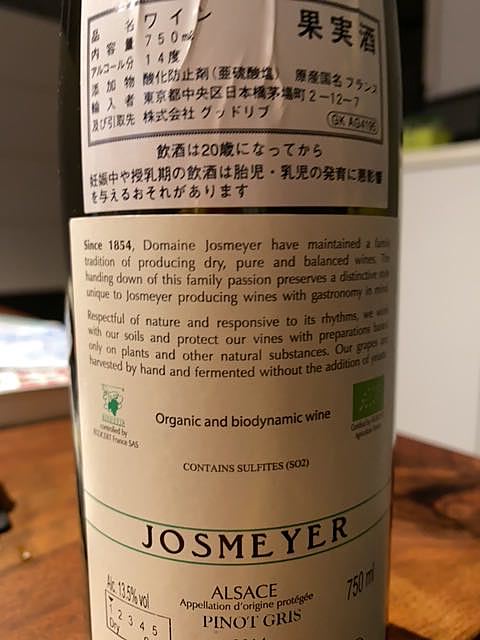 品 名 ワイン 果実酒
内容量 750mℓ
アルコール分 14度
添加物 酸化防止剤(亜硫酸塩) 原産国名 フランス
輸入者 東京都中央区日本橋茅場町2-12-7
及び引取先 株式会社 グッドリブ
GK AG4195
飲酒は20歳になってから
妊娠中や授乳期の飲酒は胎児・乳児の発育に悪影響
を与えるおそれがあります
Since 1854, Domaine Josmeyer have maintained a family
tradition of producing dry, pure and balanced wines. The
handing down of this family passion preserves a distinctive style
unique to Josmeyer producing wines with gastronomy in mind.
Respectful of nature and responsive to its rhythms, we work
with our soils and protect our vines with preparations based
only on plants and other natural substances. Our grapes are
harvested by hand and fermented without the addition of yeasts.
controlled by
ECOCERT France SAS
Organic and biodynamic wine
CONTAINS SULFITES (SO2)
JOSMEYER
Alc. 13.5% vol
ALSACE
750 ml
Appellation d'origine protégée
PINOT GRIS
1 2 3 4 5
Dry